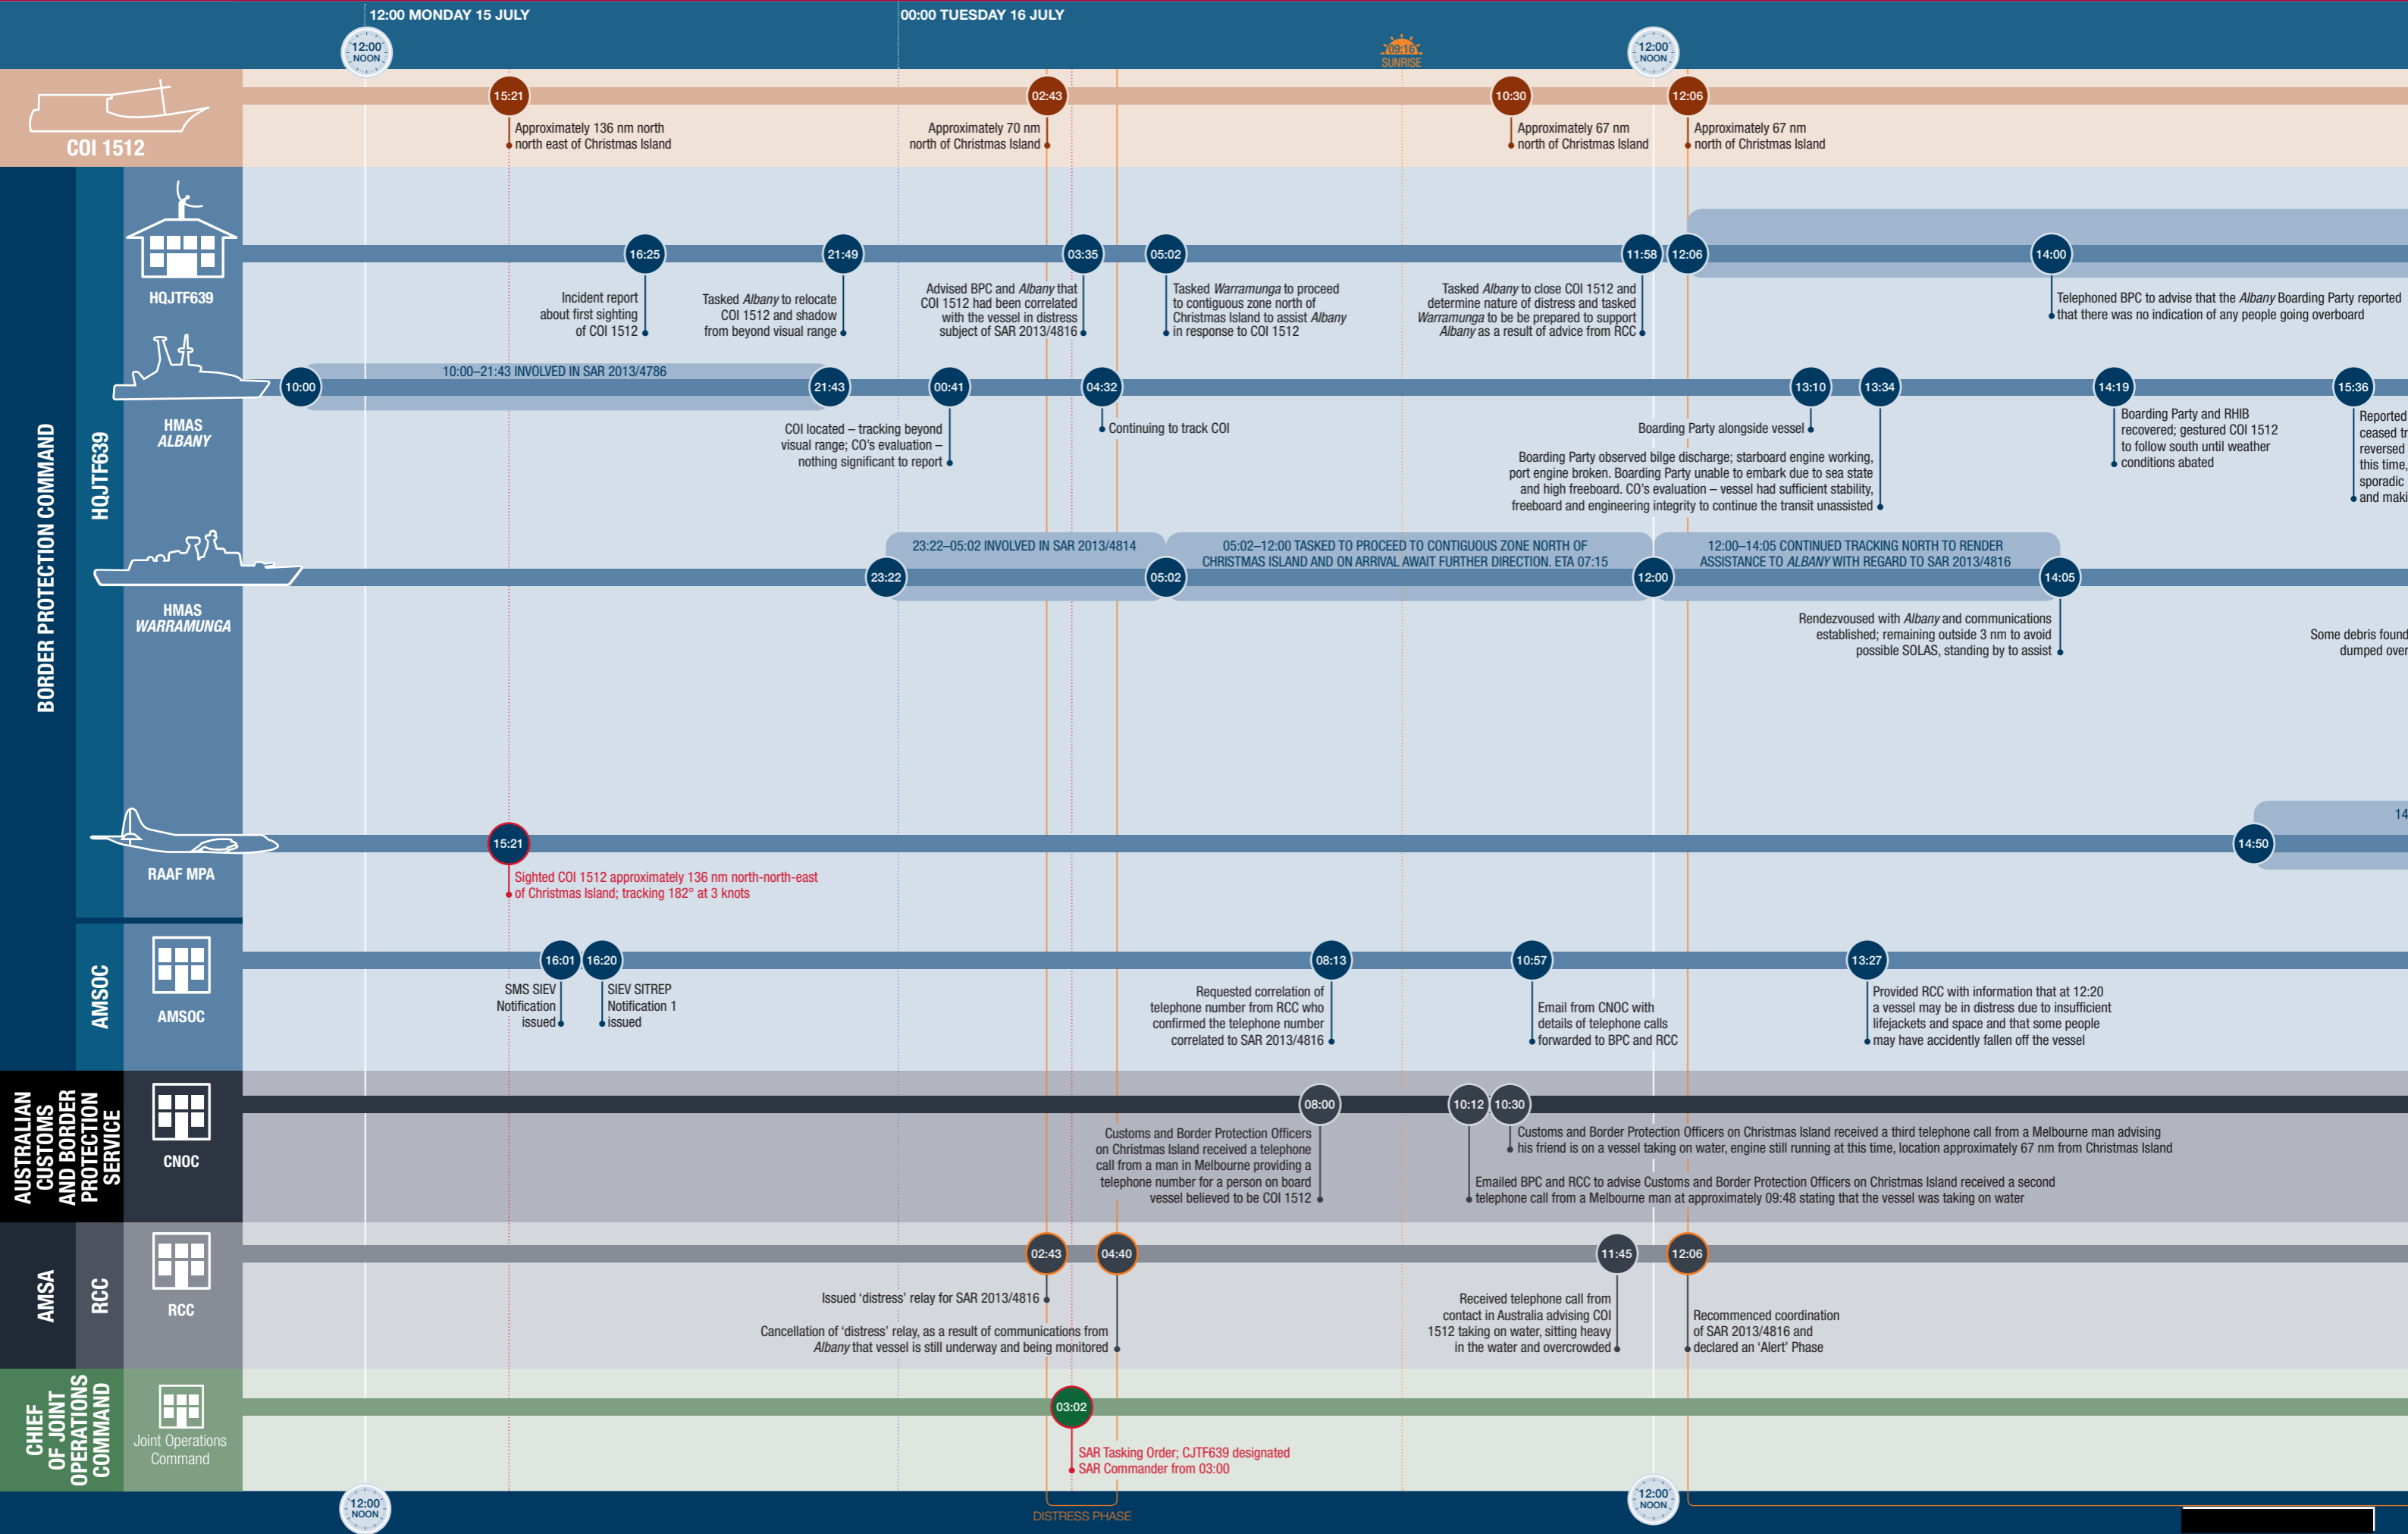 12:00 MONDAY 15 JULY
00:00 TUESDAY 16 JULY
12:00
NOON
09:16
SUNRISE
12:00
NOON
COI 1512
15:21
Approximately 136 nm north
north east of Christmas Island
02:43
Approximately 70 nm
north of Christmas Island
10:30
Approximately 67 nm
north of Christmas Island
12:06
Approximately 67 nm
north of Christmas Island
BORDER PROTECTION COMMAND
HQJTF639
HQJTF639
16:25
Incident report
about first sighting
of COI 1512
21:49
Tasked Albany to relocate
COI 1512 and shadow
from beyond visual range
03:35
Advised BPC and Albany that
COI 1512 had been correlated
with the vessel in distress
subject of SAR 2013/4816
05:02
Tasked Warramunga to proceed
to contiguous zone north of
Christmas Island to assist Albany
in response to COI 1512
11:58
Tasked Albany to close COI 1512 and
determine nature of distress and tasked
Warramunga to be be prepared to support
Albany as a result of advice from RCC
12:06
14:00
Telephoned BPC to advise that the Albany Boarding Party reported
that there was no indication of any people going overboard
HMAS
ALBANY
10:00
10:00–21:43 INVOLVED IN SAR 2013/4786
21:43
00:41
COI located – tracking beyond
visual range; CO's evaluation –
nothing significant to report
04:32
Continuing to track COI
13:10
Boarding Party alongside vessel
13:34
Boarding Party observed bilge discharge; starboard engine working,
port engine broken. Boarding Party unable to embark due to sea state
and high freeboard. CO's evaluation – vessel had sufficient stability,
freeboard and engineering integrity to continue the transit unassisted
14:19
Boarding Party and RHIB
recovered; gestured COI 1512
to follow south until weather
conditions abated
15:36
Reported
ceased tr
reversed
this time,
sporadic
and maki
HMAS
WARRAMUNGA
23:22
23:22–05:02 INVOLVED IN SAR 2013/4814
05:02
05:02–12:00 TASKED TO PROCEED TO CONTIGUOUS ZONE NORTH OF
CHRISTMAS ISLAND AND ON ARRIVAL AWAIT FURTHER DIRECTION. ETA 07:15
12:00
12:00–14:05 CONTINUED TRACKING NORTH TO RENDER
ASSISTANCE TO ALBANY WITH REGARD TO SAR 2013/4816
14:05
Rendezvoused with Albany and communications
established; remaining outside 3 nm to avoid
possible SOLAS, standing by to assist
Some debris found
dumped over
RAAF MPA
15:21
Sighted COI 1512 approximately 136 nm north-north-east
of Christmas Island; tracking 182° at 3 knots
14:50
14
AMSOC
AMSOC
16:01
SMS SIEV
Notification
issued
16:20
SIEV SITREP
Notification 1
issued
08:13
Requested correlation of
telephone number from RCC who
confirmed the telephone number
correlated to SAR 2013/4816
10:57
Email from CNOC with
details of telephone calls
forwarded to BPC and RCC
13:27
Provided RCC with information that at 12:20
a vessel may be in distress due to insufficient
lifejackets and space and that some people
may have accidently fallen off the vessel
AUSTRALIAN
CUSTOMS
AND BORDER
PROTECTION
SERVICE
CNOC
08:00
Customs and Border Protection Officers
on Christmas Island received a telephone
call from a man in Melbourne providing a
telephone number for a person on board
vessel believed to be COI 1512
10:12
10:30
Customs and Border Protection Officers on Christmas Island received a third telephone call from a Melbourne man advising
his friend is on a vessel taking on water, engine still running at this time, location approximately 67 nm from Christmas Island
Emailed BPC and RCC to advise Customs and Border Protection Officers on Christmas Island received a second
telephone call from a Melbourne man at approximately 09:48 stating that the vessel was taking on water
AMSA
RCC
RCC
02:43
Issued 'distress' relay for SAR 2013/4816
04:40
Cancellation of 'distress' relay, as a result of communications from
Albany that vessel is still underway and being monitored
11:45
Received telephone call from
contact in Australia advising COI
1512 taking on water, sitting heavy
in the water and overcrowded
12:06
Recommenced coordination
of SAR 2013/4816 and
declared an 'Alert' Phase
CHIEF
OF JOINT
OPERATIONS
COMMAND
Joint Operations
Command
03:02
SAR Tasking Order; CJTF639 designated
SAR Commander from 03:00
12:00
NOON
DISTRESS PHASE
12:00
NOON